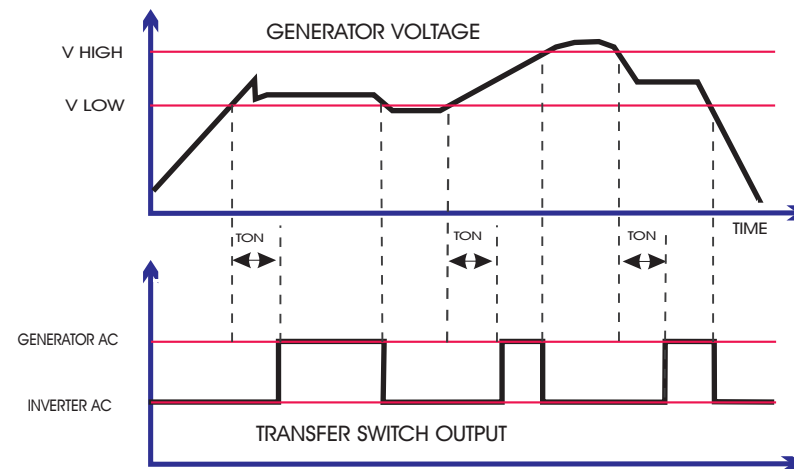 GENERATOR VOLTAGE
V HIGH
V LOW
TIME
TON
TON
TON
GENERATOR AC
INVERTER AC
TRANSFER SWITCH OUTPUT